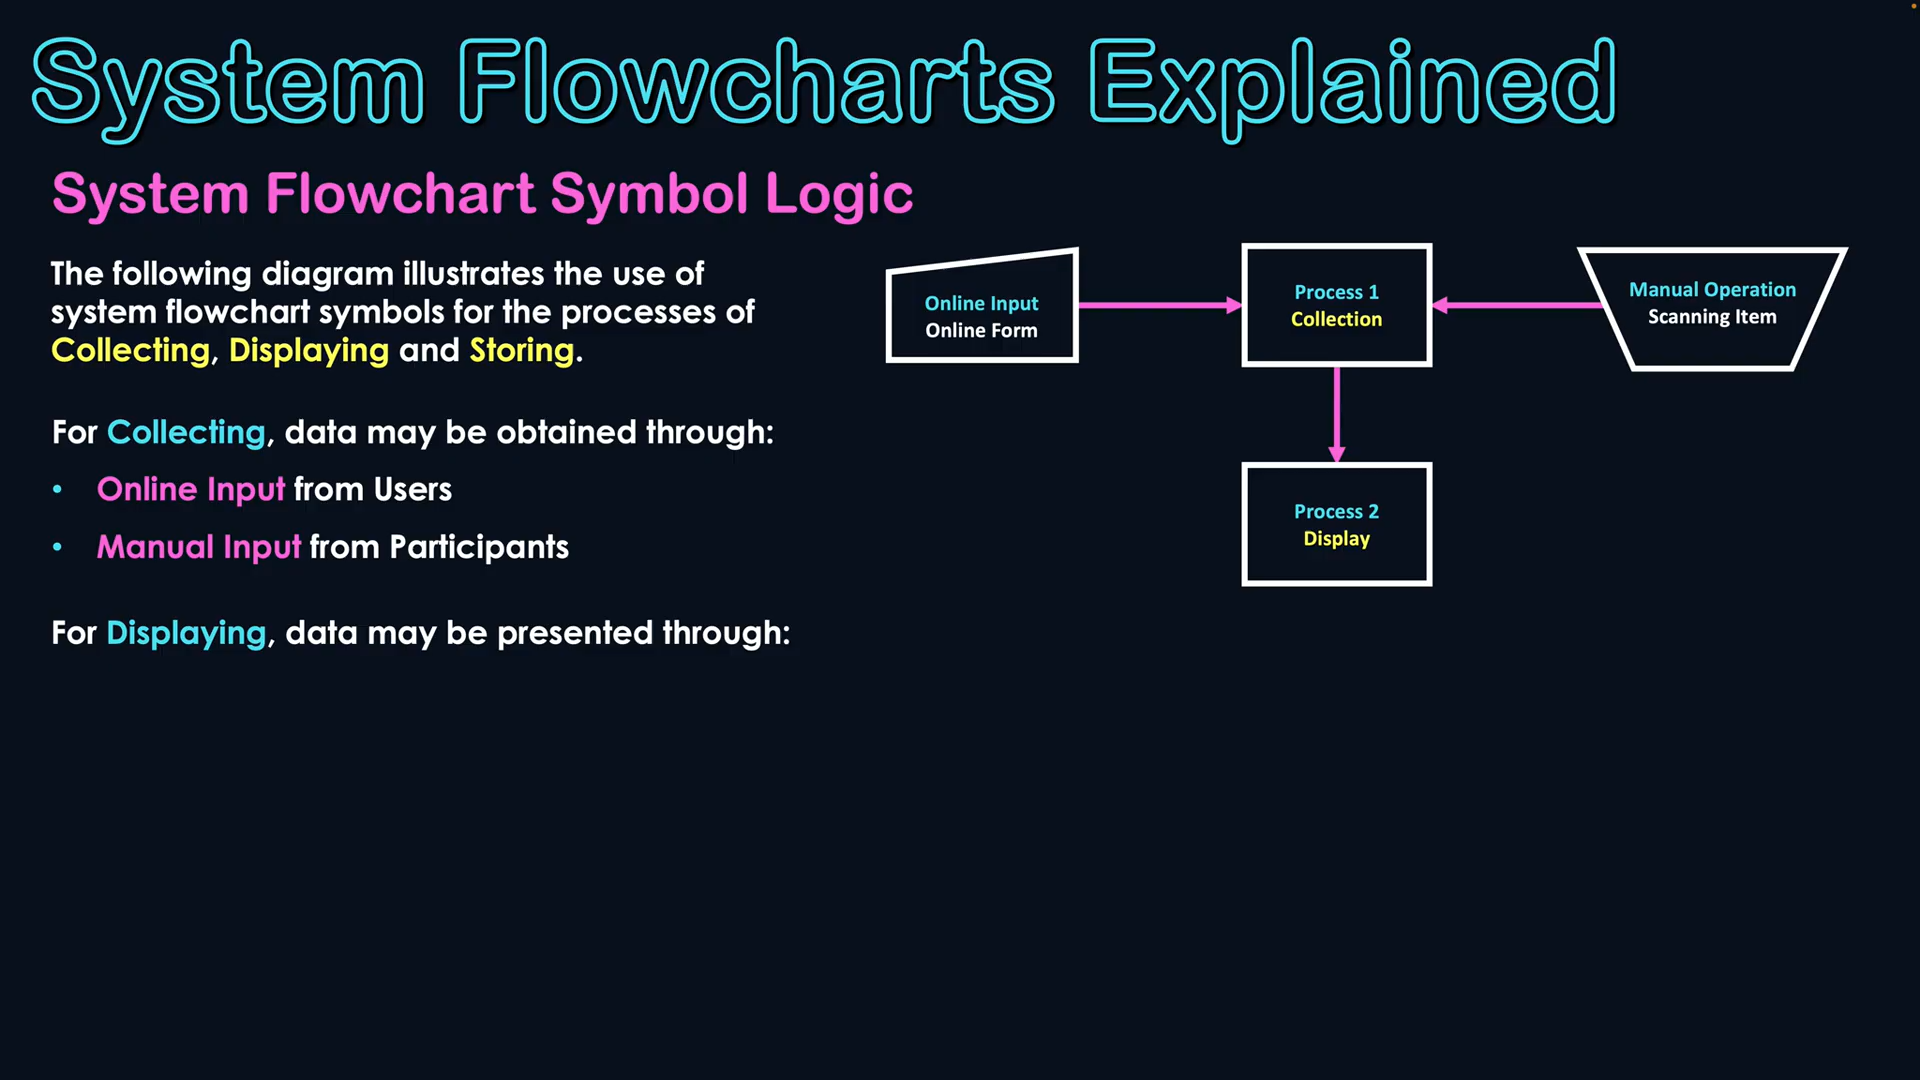 System Flowcharts Explained
System Flowchart Symbol Logic
The following diagram illustrates the use of
system flowchart symbols for the processes of
Collecting, Displaying and Storing.
For Collecting, data may be obtained through:
• Online Input from Users
• Manual Input from Participants
For Displaying, data may be presented through:
Online Input
Online Form
Process 1
Collection
Manual Operation
Scanning Item
Process 2
Display